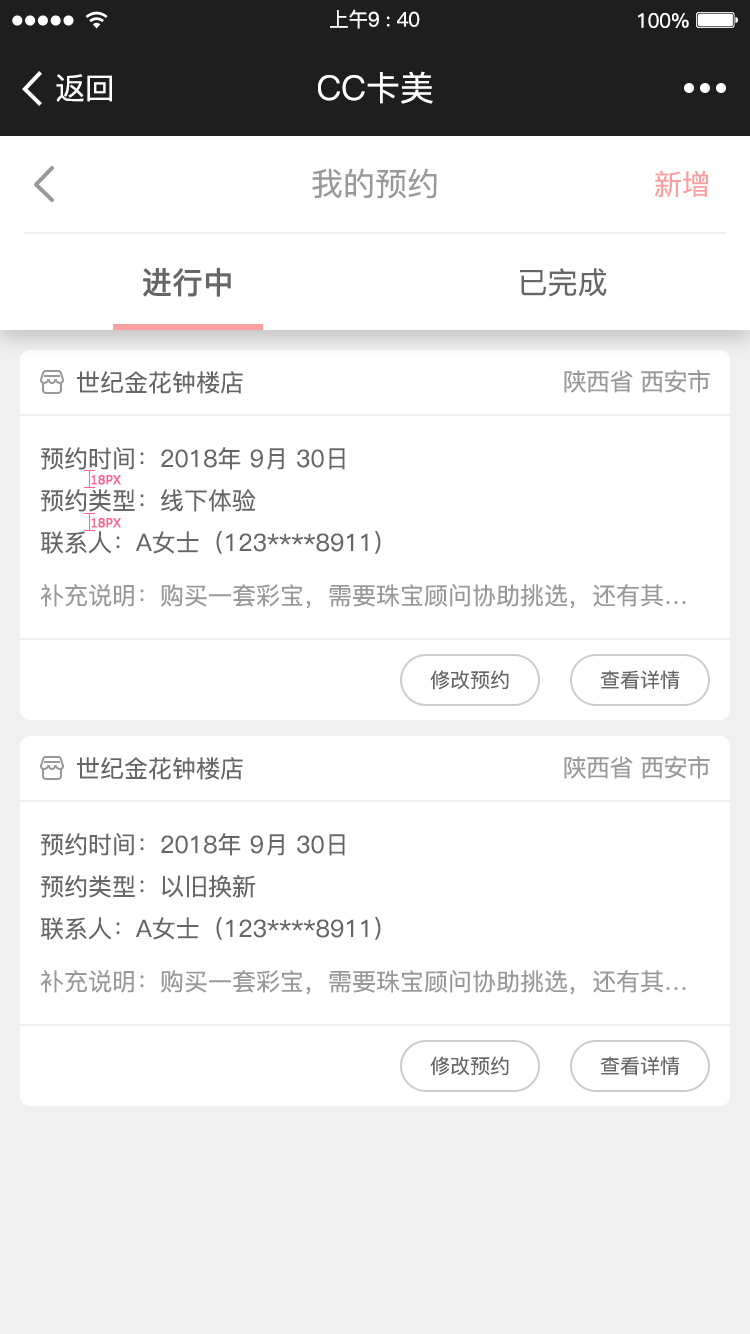 上午9 : 40
100%
返回
CC卡美
我的预约
新增
进行中
已完成
世纪金花钟楼店
陕西省 西安市
预约时间：2018年 9月 30日
18PX
预约类型：线下体验
18PX
联系人：A女士（123****8911）
补充说明：购买一套彩宝，需要珠宝顾问协助挑选，还有其...
修改预约
查看详情
世纪金花钟楼店
陕西省 西安市
预约时间：2018年 9月 30日
预约类型：以旧换新
联系人：A女士（123****8911）
补充说明：购买一套彩宝，需要珠宝顾问协助挑选，还有其...
修改预约
查看详情